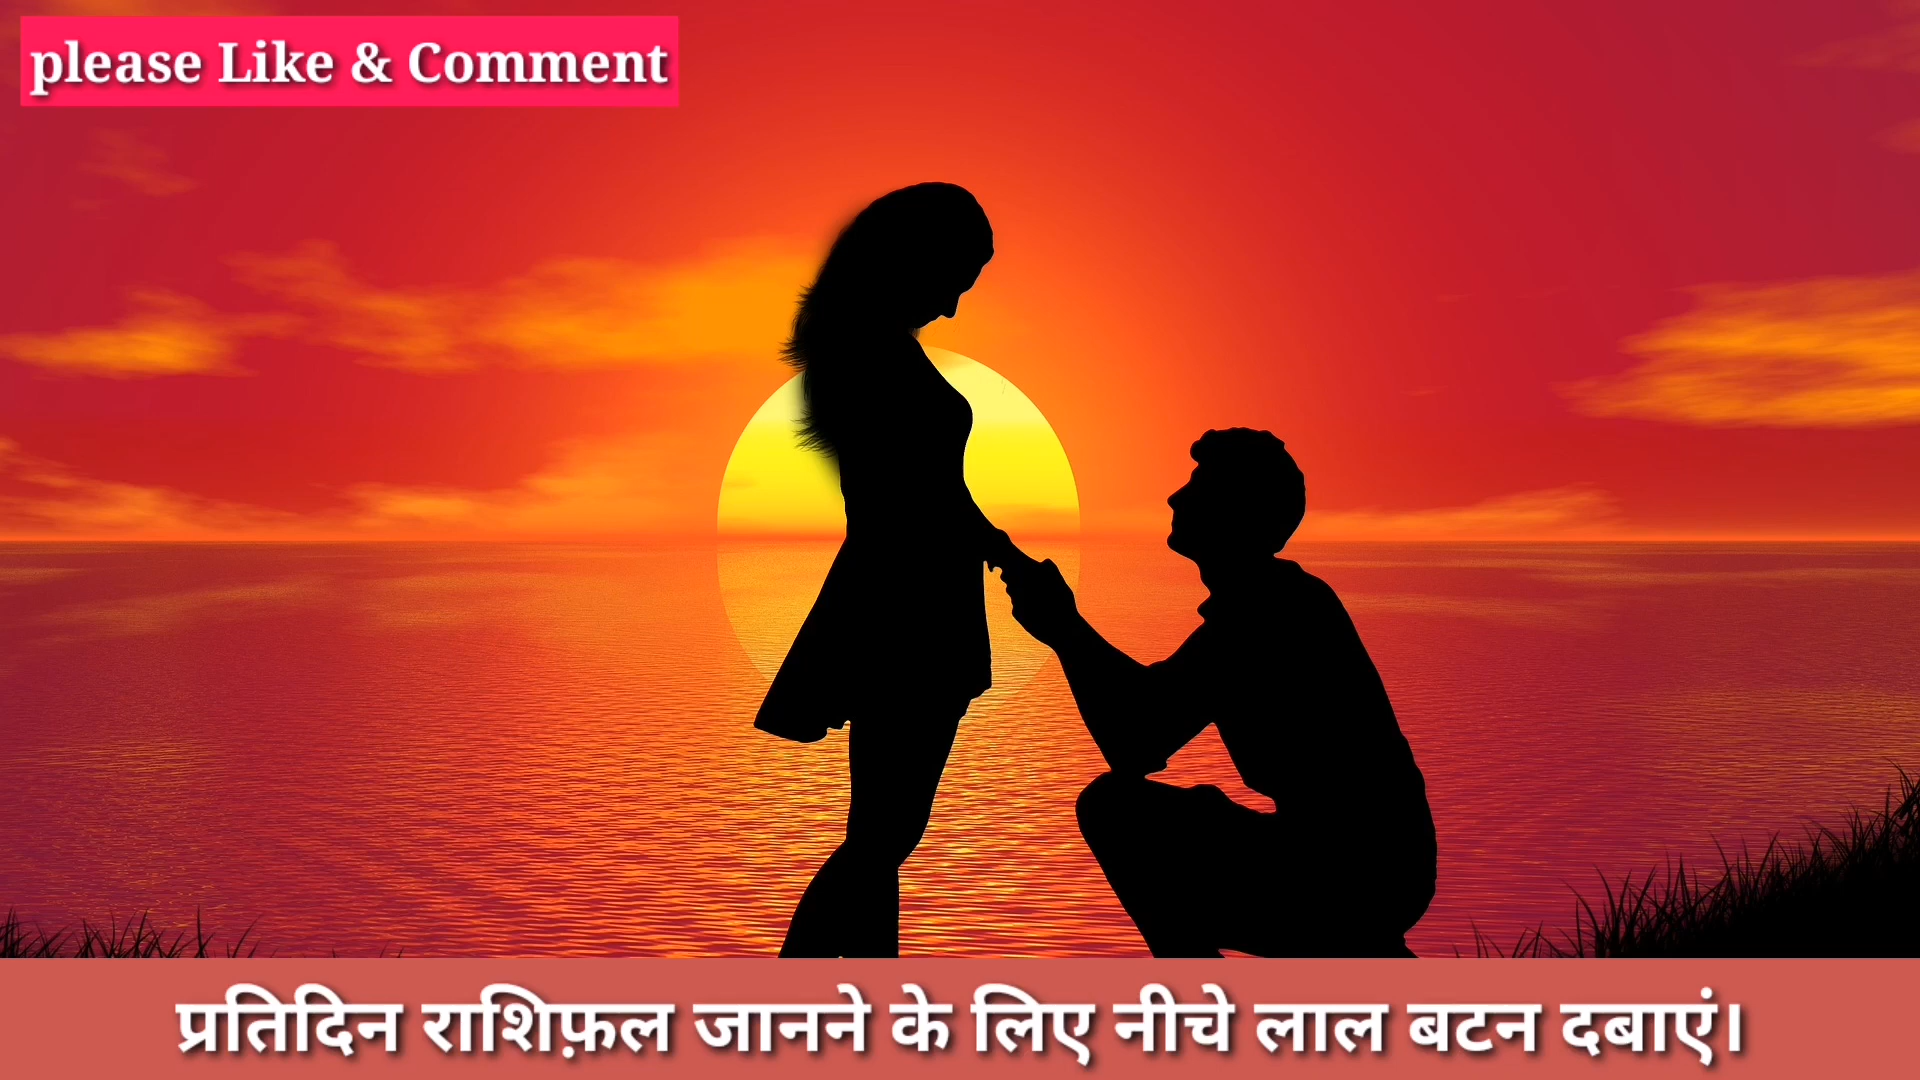 please Like & Comment
प्रतिदिन राशिफ़ल जानने के लिए नीचे लाल बटन दबाएं।